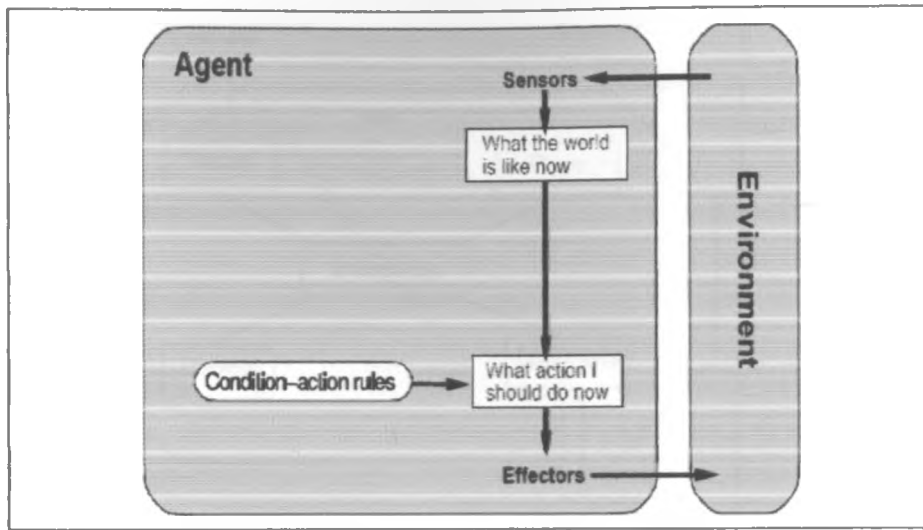 Agent
Sensors
What the world
is like now
Environment
Condition–action rules
What action I
should do now
Effectors